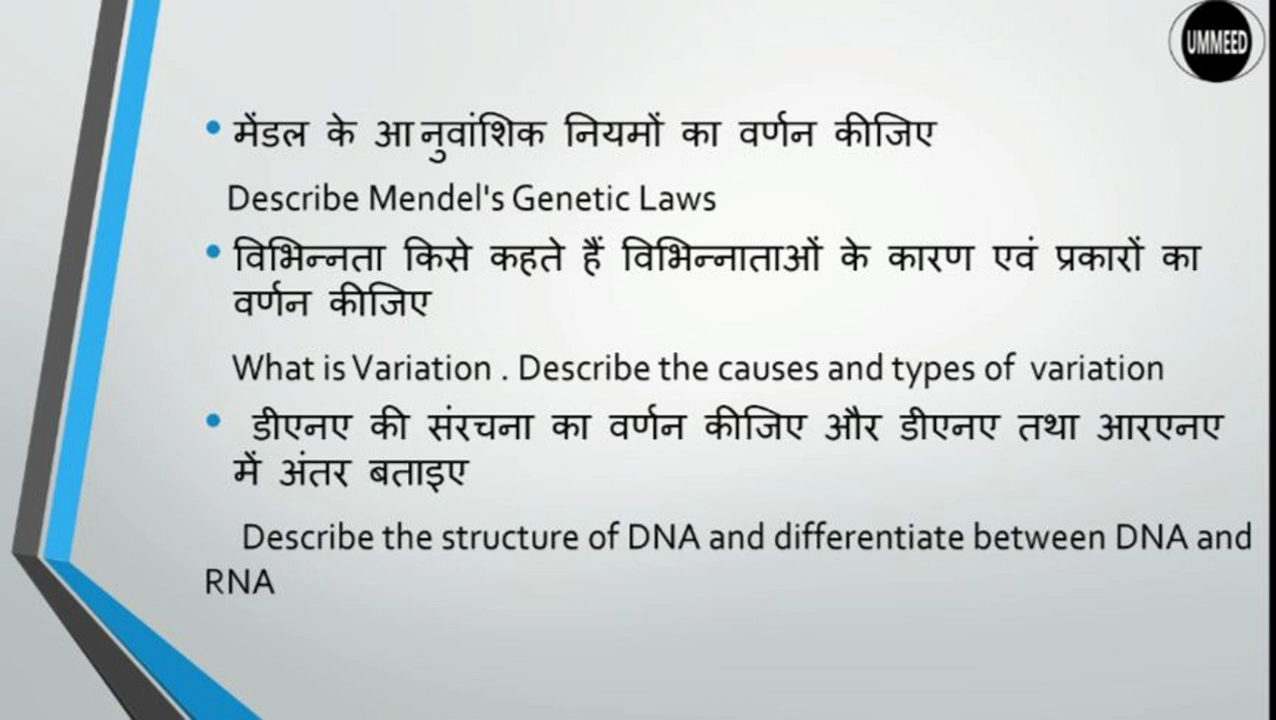 UMMEED
• मेंडल के आनुवांशिक नियमों का वर्णन कीजिए
Describe Mendel's Genetic Laws
• विभिन्नता किसे कहते हैं विभिन्नाताओं के कारण एवं प्रकारों का
वर्णन कीजिए
What is Variation . Describe the causes and types of variation
• डीएनए की संरचना का वर्णन कीजिए और डीएनए तथा आरएनए
में अंतर बताइए
Describe the structure of DNA and differentiate between DNA and
RNA